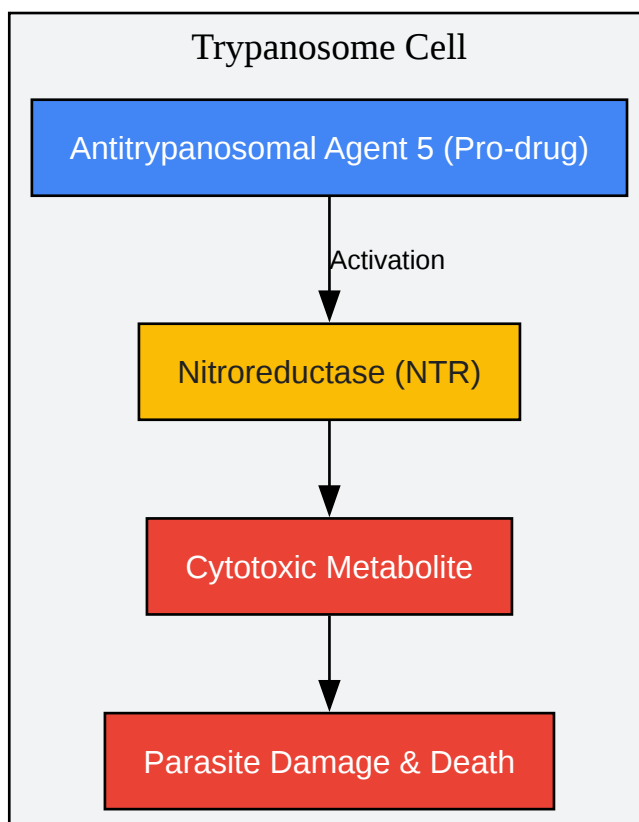 Trypanosome Cell
Antitrypanosomal Agent 5 (Pro-drug)
Activation
Nitroreductase (NTR)
Cytotoxic Metabolite
Parasite Damage & Death